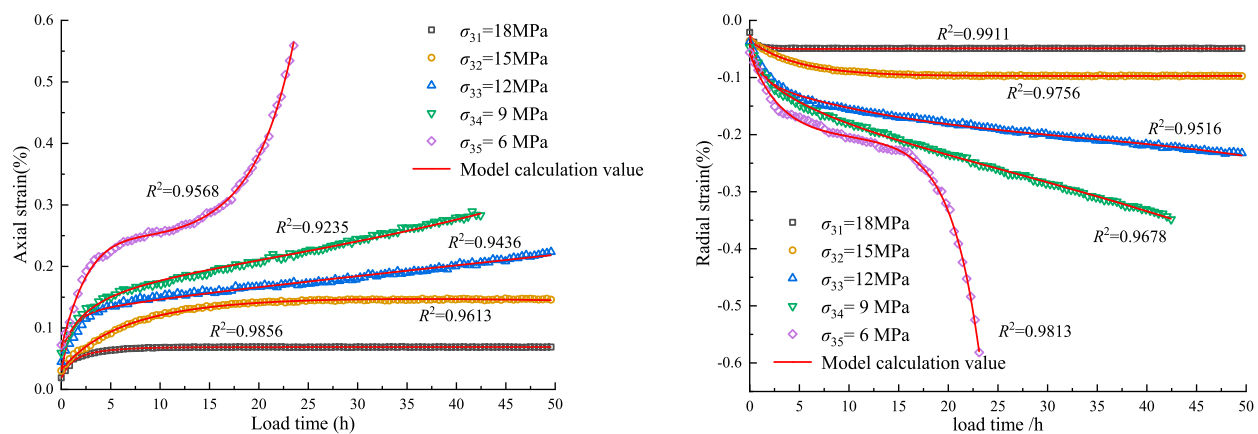 0.6
0.5
0.4
0.3
0.2
0.1
0.0
Axial strain(%)
0 5 10 15 20 25 30 35 40 45 50
Load time (h)
σ31=18MPa
σ32=15MPa
σ33=12MPa
σ34= 9 MPa
σ35= 6 MPa
Model calculation value
R²=0.9568
R²=0.9235
R²=0.9436
R²=0.9613
R²=0.9856
0.0
-0.1
-0.2
-0.3
-0.4
-0.5
-0.6
Radial strain(%)
0 5 10 15 20 25 30 35 40 45 50
load time /h
R²=0.9911
R²=0.9756
R²=0.9516
R²=0.9678
R²=0.9813
σ31=18MPa
σ32=15MPa
σ33=12MPa
σ34= 9 MPa
σ35= 6 MPa
Model calculation value